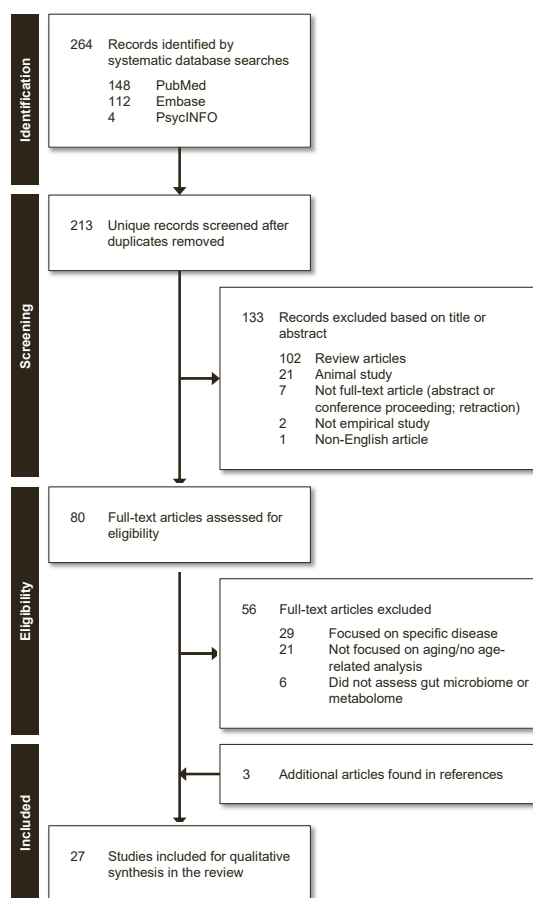 Identification
264 Records identified by
systematic database searches
148 PubMed
112 Embase
4 PsycINFO
Screening
213 Unique records screened after
duplicates removed
133 Records excluded based on title or
abstract
102 Review articles
21 Animal study
7 Not full-text article (abstract or
conference proceeding; retraction)
2 Not empirical study
1 Non-English article
Eligibility
80 Full-text articles assessed for
eligibility
56 Full-text articles excluded
29 Focused on specific disease
21 Not focused on aging/no age-
related analysis
6 Did not assess gut microbiome or
metabolome
Included
3 Additional articles found in references
27 Studies included for qualitative
synthesis in the review